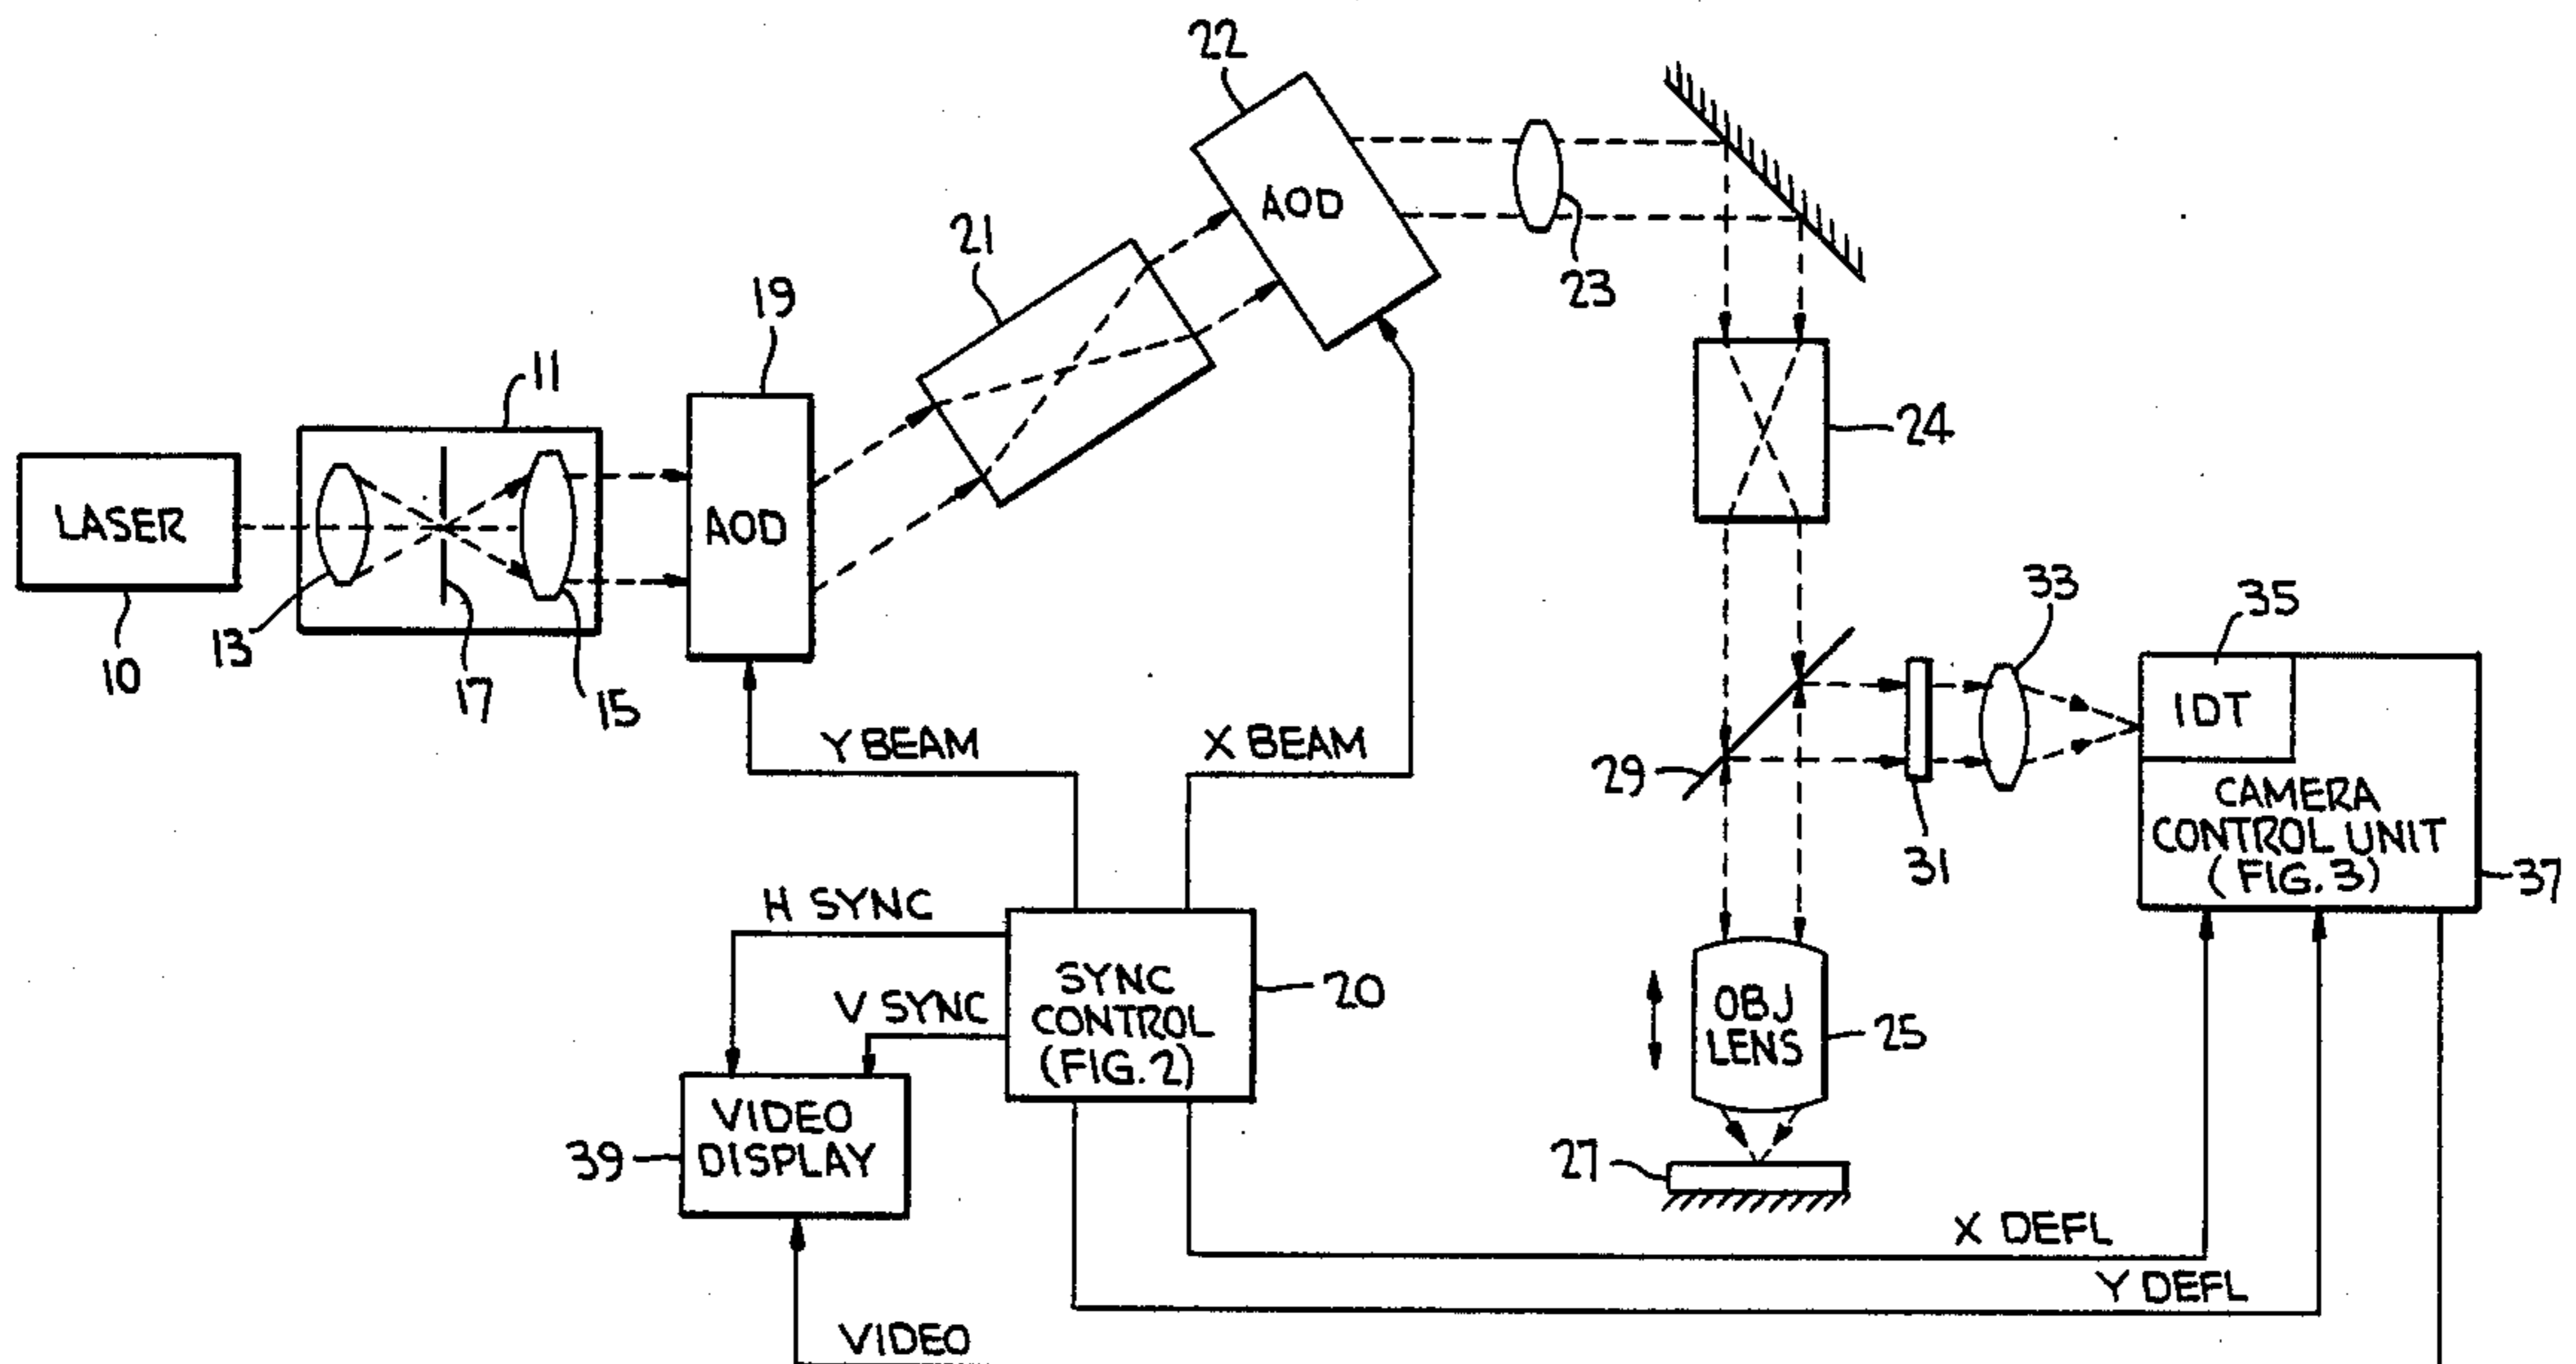 22
AOD
23
21
19
11
LASER
10
13
17
15
AOD
24
33
35
IDT
29
31
CAMERA
CONTROL UNIT
(FIG. 3)
37
Y BEAM
X BEAM
H SYNC
V SYNC
SYNC
CONTROL
(FIG. 2)
20
OBJ
LENS
25
27
VIDEO
DISPLAY
39
X DEFL
Y DEFL
VIDEO